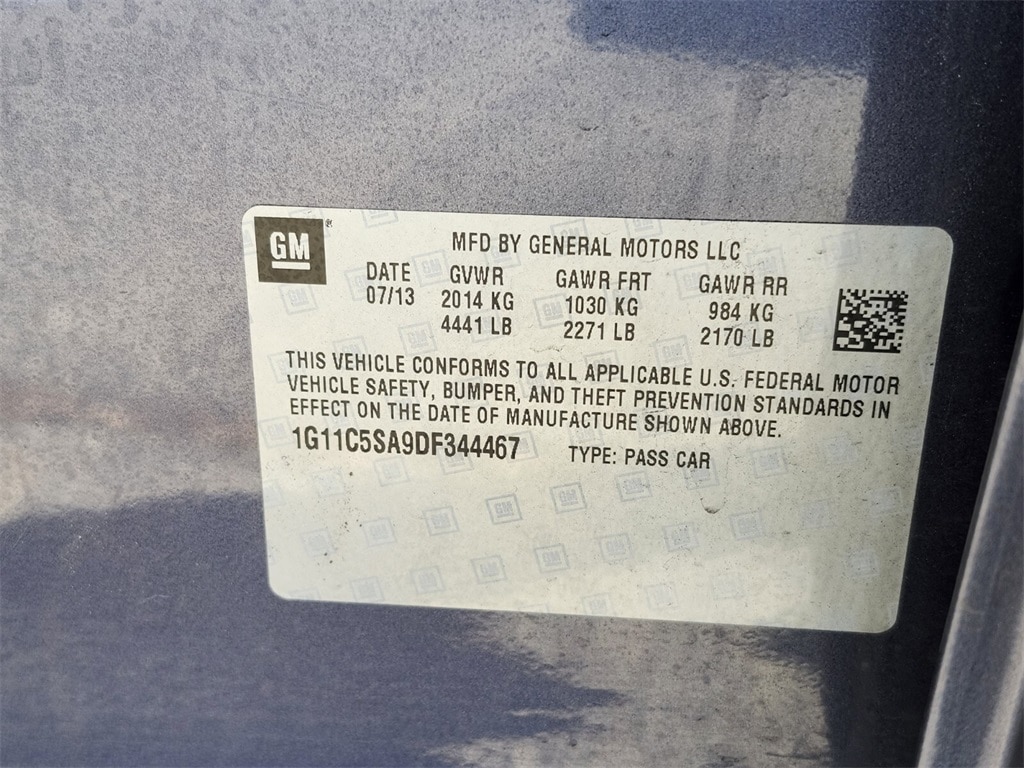 GM ®
MFD BY GENERAL MOTORS LLC
DATE GVWR GAWR FRT GAWR RR
07/13 2014 KG 1030 KG 984 KG
4441 LB 2271 LB 2170 LB
THIS VEHICLE CONFORMS TO ALL APPLICABLE U.S. FEDERAL MOTOR
VEHICLE SAFETY, BUMPER, AND THEFT PREVENTION STANDARDS IN
EFFECT ON THE DATE OF MANUFACTURE SHOWN ABOVE.
1G11C5SA9DF344467 TYPE: PASS CAR